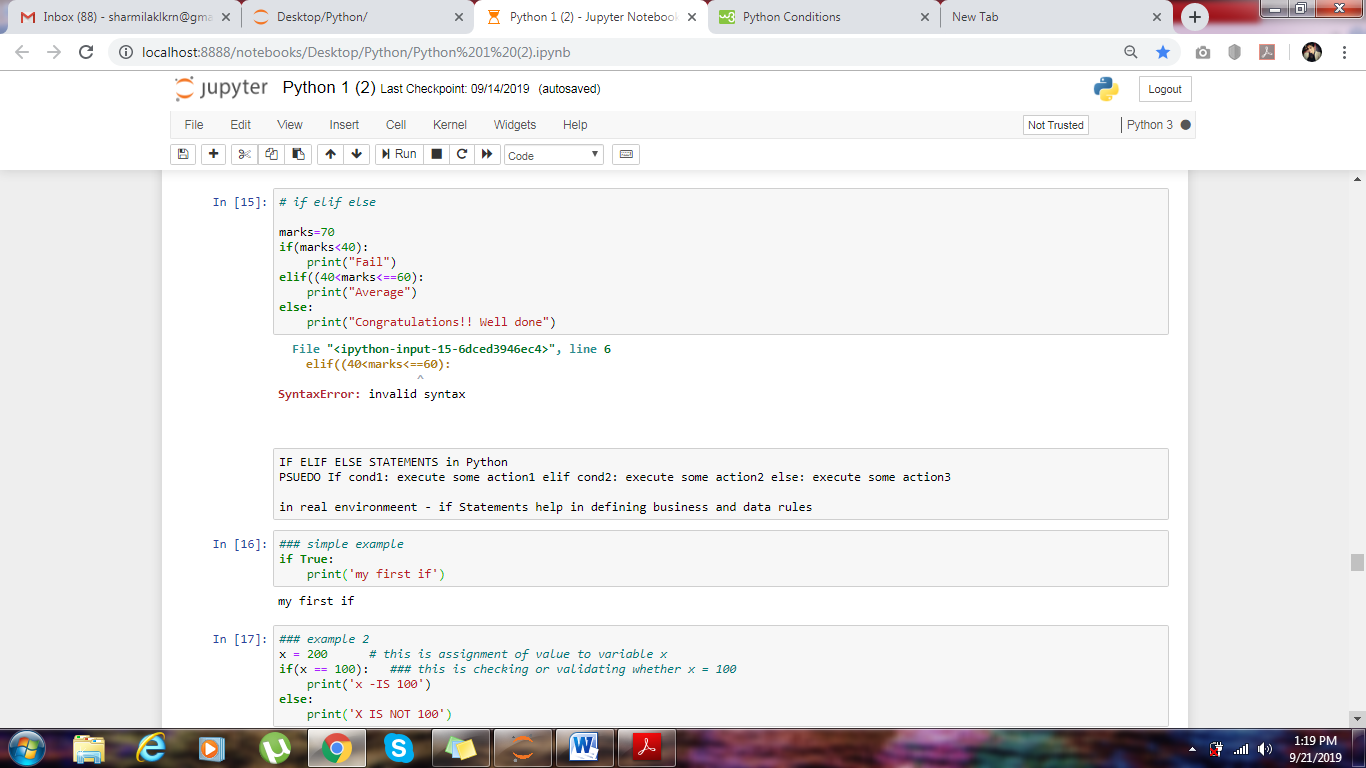 Inbox (88) - sharmilaklkrn@gma
Desktop/Python/
Python 1 (2) - Jupyter Notebook
w3
Python Conditions
New Tab
localhost:8888/notebooks/Desktop/Python/Python%201%20(2).ipynb
jupyter Python 1 (2) Last Checkpoint: 09/14/2019 (autosaved)
Logout
File Edit View Insert Cell Kernel Widgets Help
Not Trusted
Python 3
Run
Code
In [15]:
# if elif else
marks=70
if(marks<40):
    print("Fail")
elif((40<marks<==60):
    print("Average")
else:
    print("Congratulations!! Well done")
File "<ipython-input-15-6dced3946ec4>", line 6
elif((40<marks<==60):
^
SyntaxError: invalid syntax
IF ELIF ELSE STATEMENTS in Python
PSUEDO If cond1: execute some action1 elif cond2: execute some action2 else: execute some action3
in real environmeent - if Statements help in defining business and data rules
In [16]:
### simple example
if True:
    print('my first if')
my first if
In [17]:
### example 2
x = 200      # this is assignment of value to variable x
if(x == 100):   ### this is checking or validating whether x = 100
    print('x -IS 100')
else:
    print('X IS NOT 100')
1:19 PM
9/21/2019